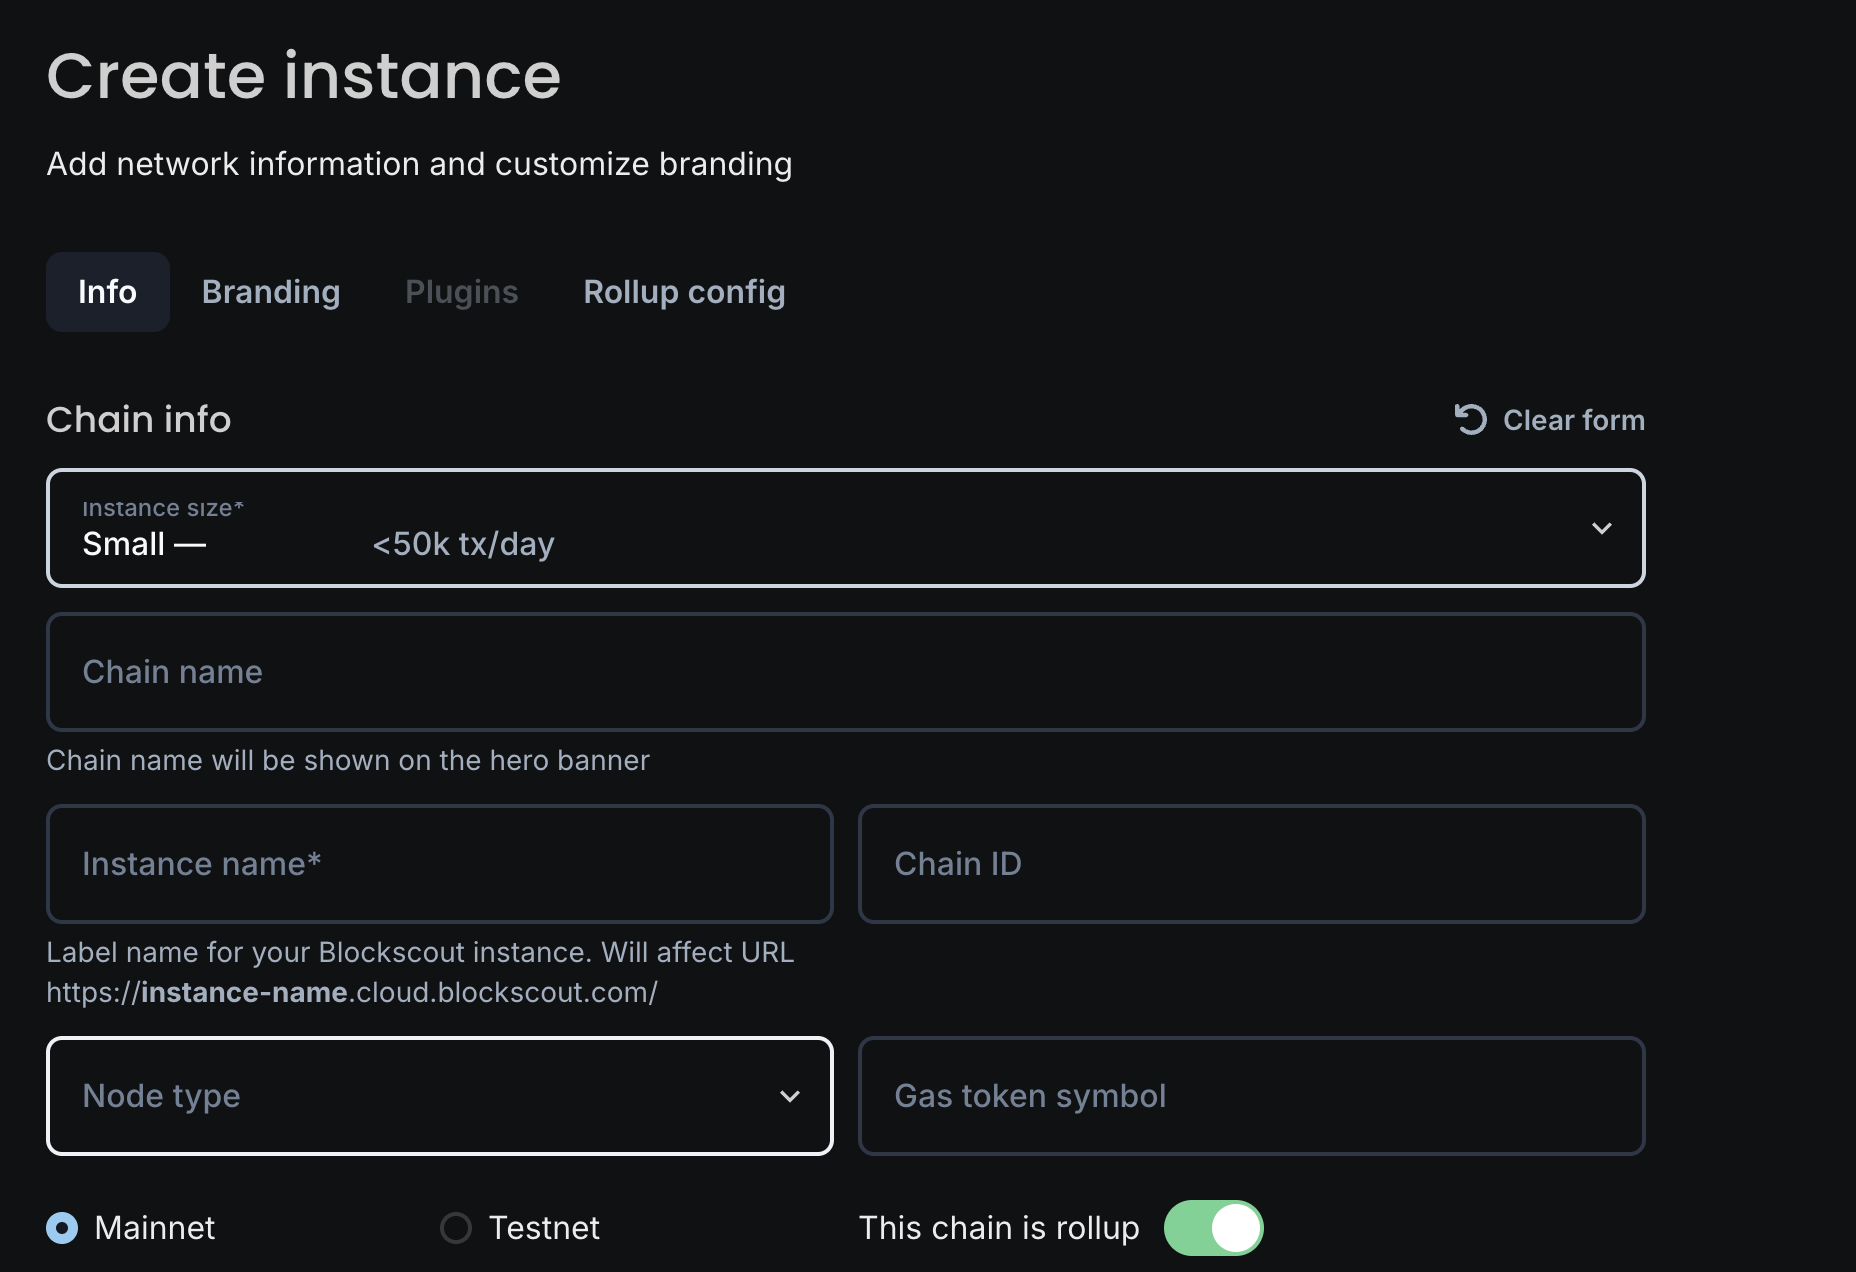 Create instance
Add network information and customize branding
Info Branding Plugins Rollup config
Chain info Clear form
Instance size*
Small — <50k tx/day
Chain name
Chain name will be shown on the hero banner
Instance name* Chain ID
Label name for your Blockscout instance. Will affect URL
https://instance-name.cloud.blockscout.com/
Node type Gas token symbol
Mainnet Testnet This chain is rollup